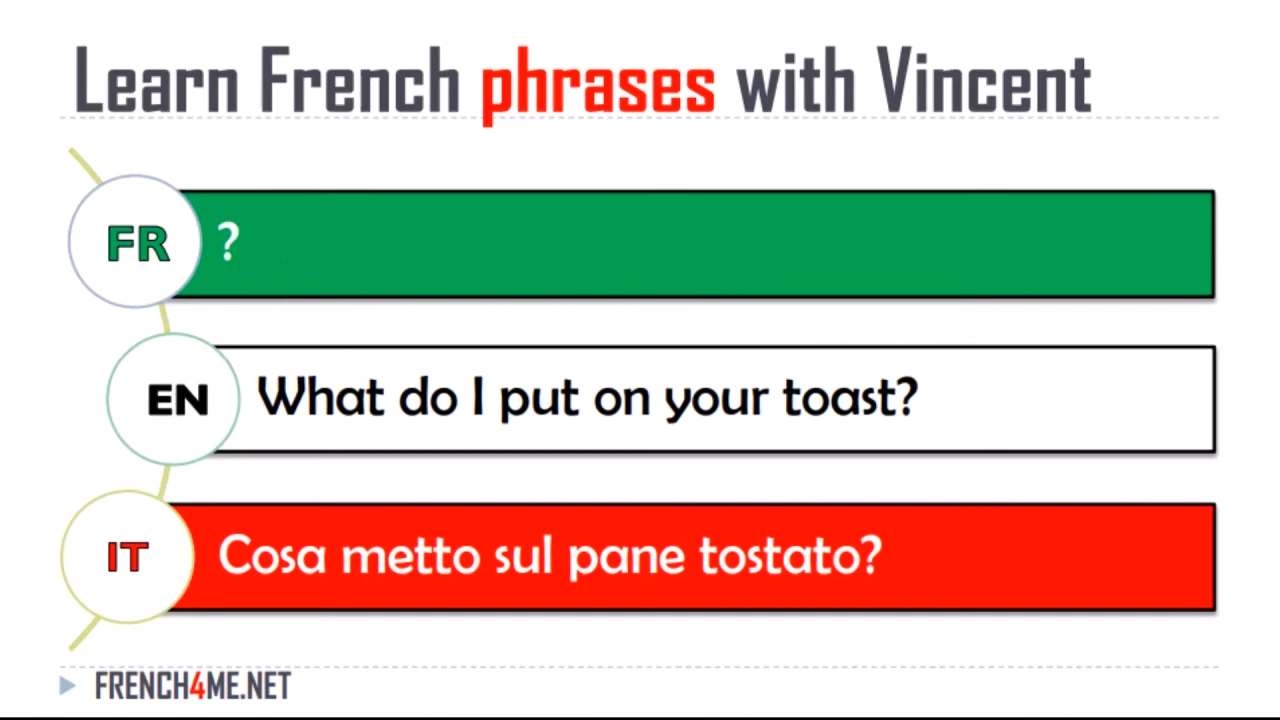 Learn French phrases with Vincent
FR ?
EN What do I put on your toast?
IT Cosa metto sul pane tostato?
FRENCH4ME.NET